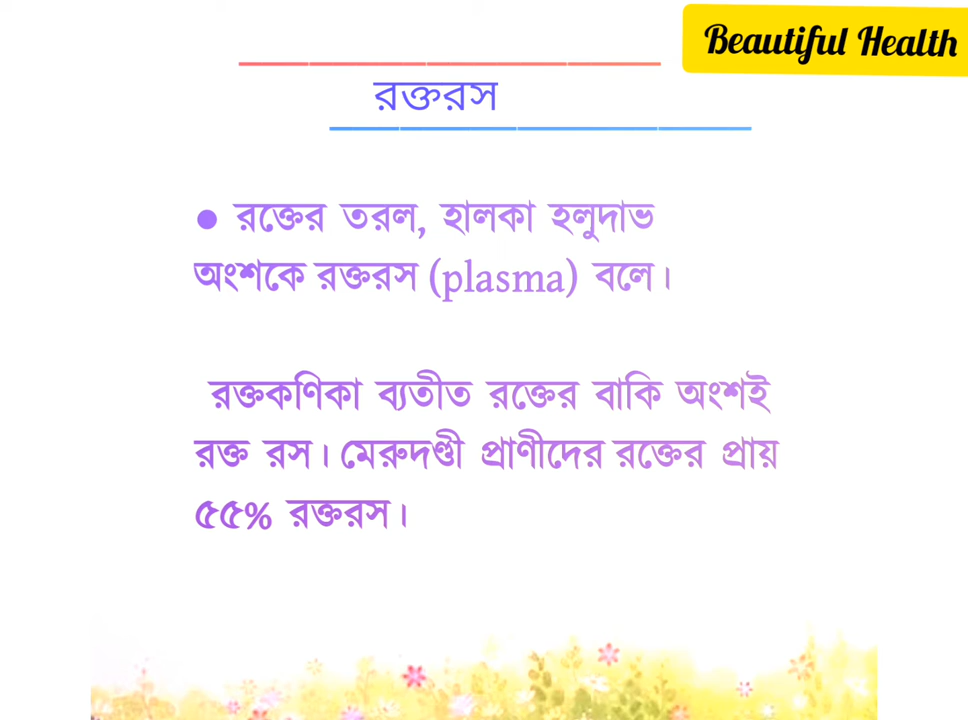 Beautiful Health
রক্তরস
● রক্তের তরল, হালকা হলুদাভ
অংশকে রক্তরস (plasma) বলে।
রক্তকণিকা ব্যতীত রক্তের বাকি অংশই
রক্ত রস। মেরুদণ্ডী প্রাণীদের রক্তের প্রায়
৫৫% রক্তরস।